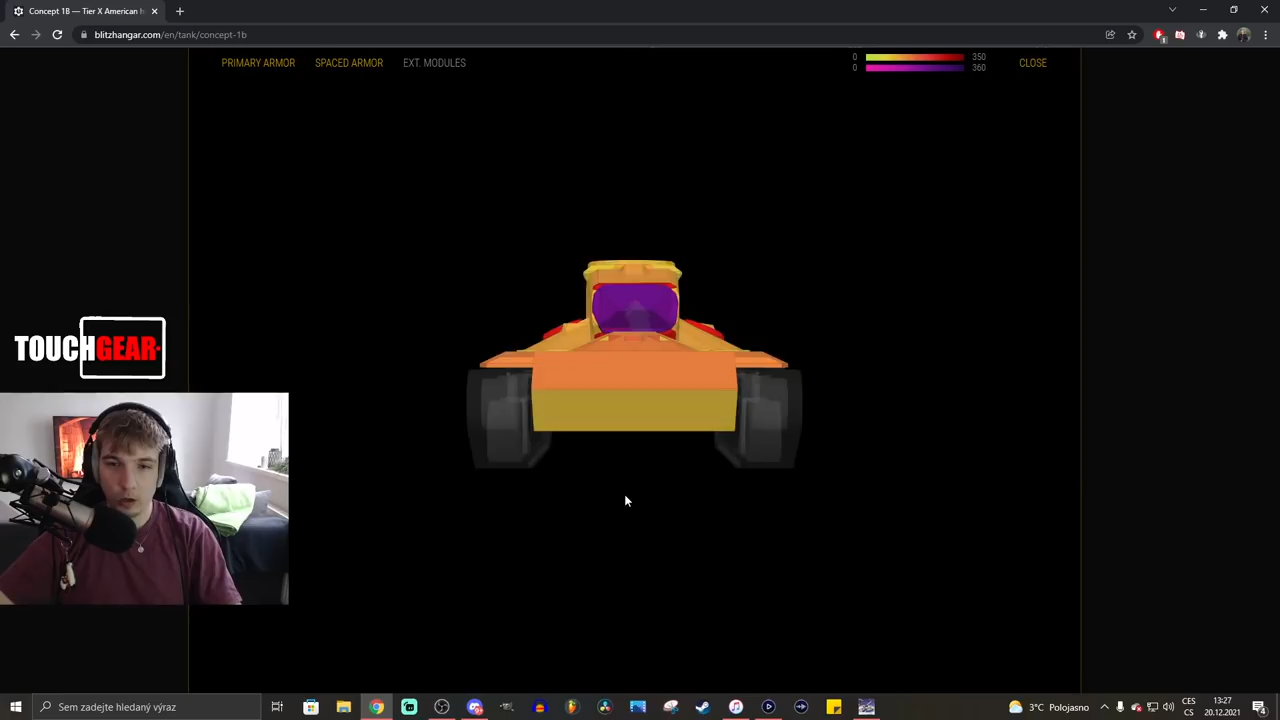 Concept 1B — Tier X American h
blitzhangar.com/en/tank/concept-1b
1
PRIMARY ARMOR
SPACED ARMOR
EXT. MODULES
0
350
0
360
CLOSE
TOUCHGEAR
Sem zadejte hledaný výraz
3°C Polojasno
CES
CS
13:27
20.12.2021